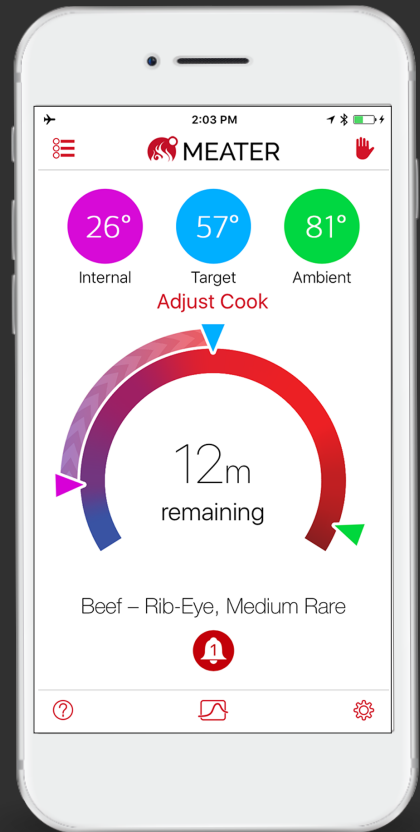 2:03 PM
MEATER
26° 57° 81°
Internal Target Ambient
Adjust Cook
12m
remaining
Beef – Rib-Eye, Medium Rare
1
?